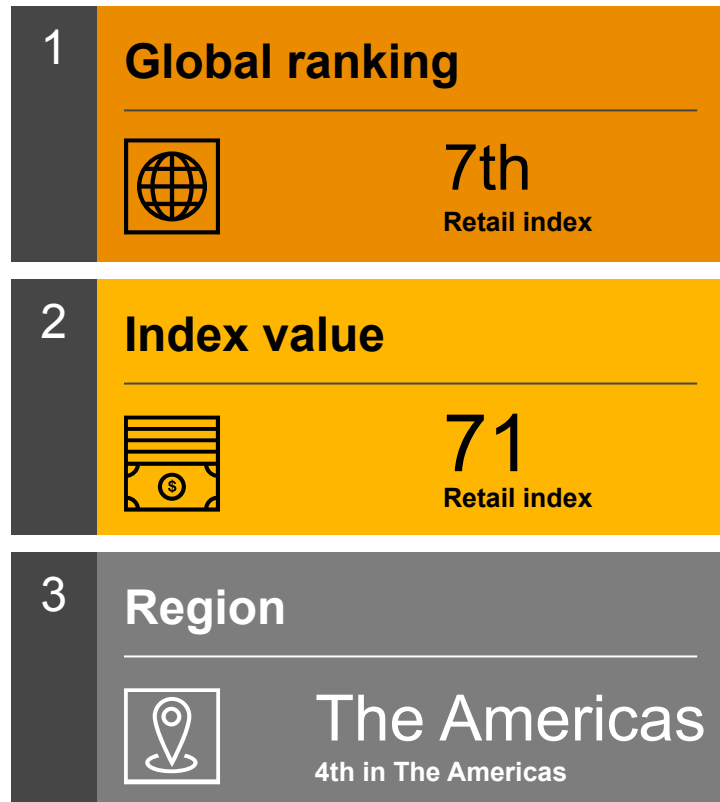 1
Global ranking
7th
Retail index
2
Index value
$
71
Retail index
3
Region
The Americas
4th in The Americas